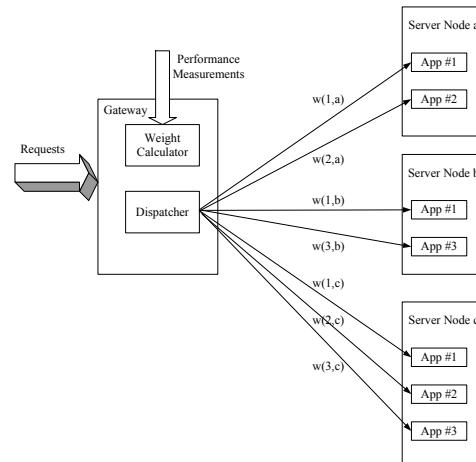 Performance
Measurements
Gateway
Weight
Calculator
Requests
Dispatcher
w(1,a)
w(2,a)
w(1,b)
w(3,b)
w(1,c)
w(2,c)
w(3,c)
Server Node a
App #1
App #2
Server Node b
App #1
App #3
Server Node c
App #1
App #2
App #3